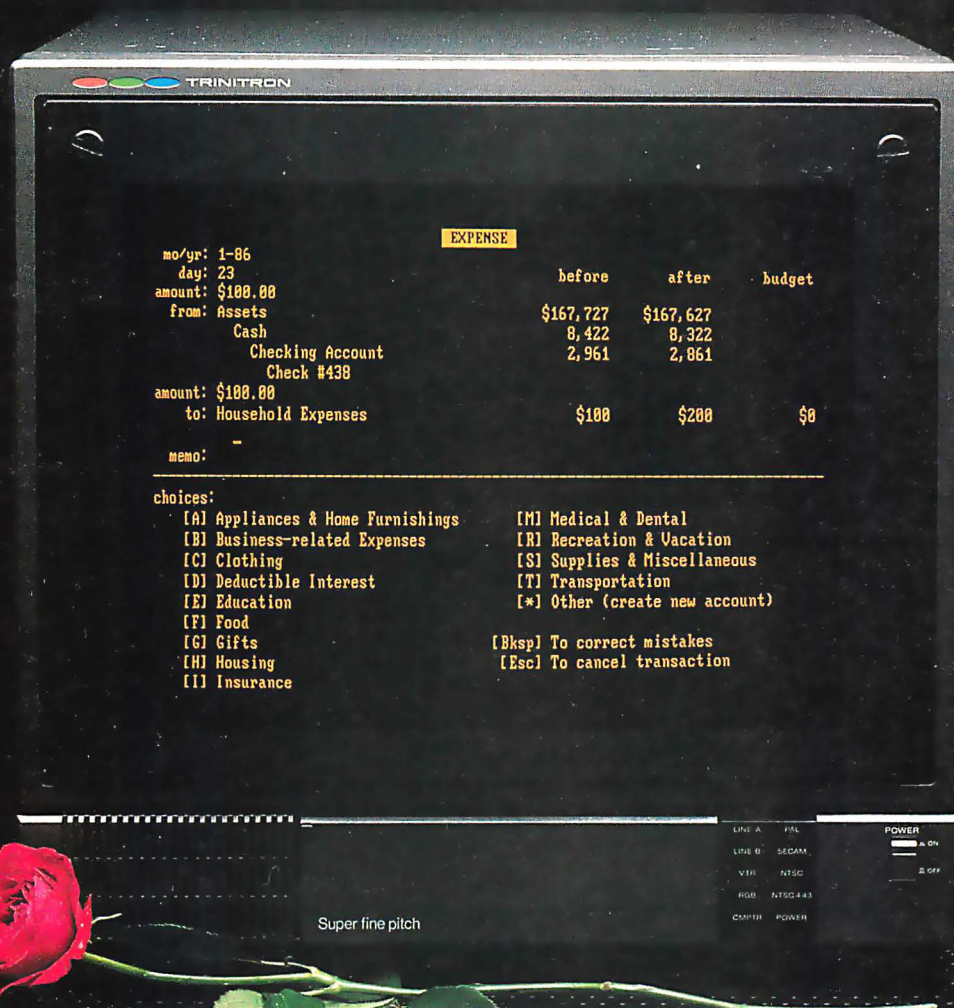 TRINITRON
EXPENSE
mo/yr: 1-86
day: 23 before after budget
amount: $100.00
from: Assets $167,727 $167,627
Cash 8,422 8,322
Checking Account 2,961 2,861
Check #438
amount: $100.00
to: Household Expenses $100 $200 $0
memo:
choices:
[A] Appliances & Home Furnishings [M] Medical & Dental
[B] Business-related Expenses [R] Recreation & Vacation
[C] Clothing [S] Supplies & Miscellaneous
[D] Deductible Interest [T] Transportation
[E] Education [*] Other (create new account)
[F] Food
[G] Gifts [Bksp] To correct mistakes
[H] Housing [Esc] To cancel transaction
[I] Insurance
LINE A PAL POWER
ON
LINE B SECAM
VTR NTSC OFF
RGB NTSC 4.43
CMPTR POWER
Super fine pitch